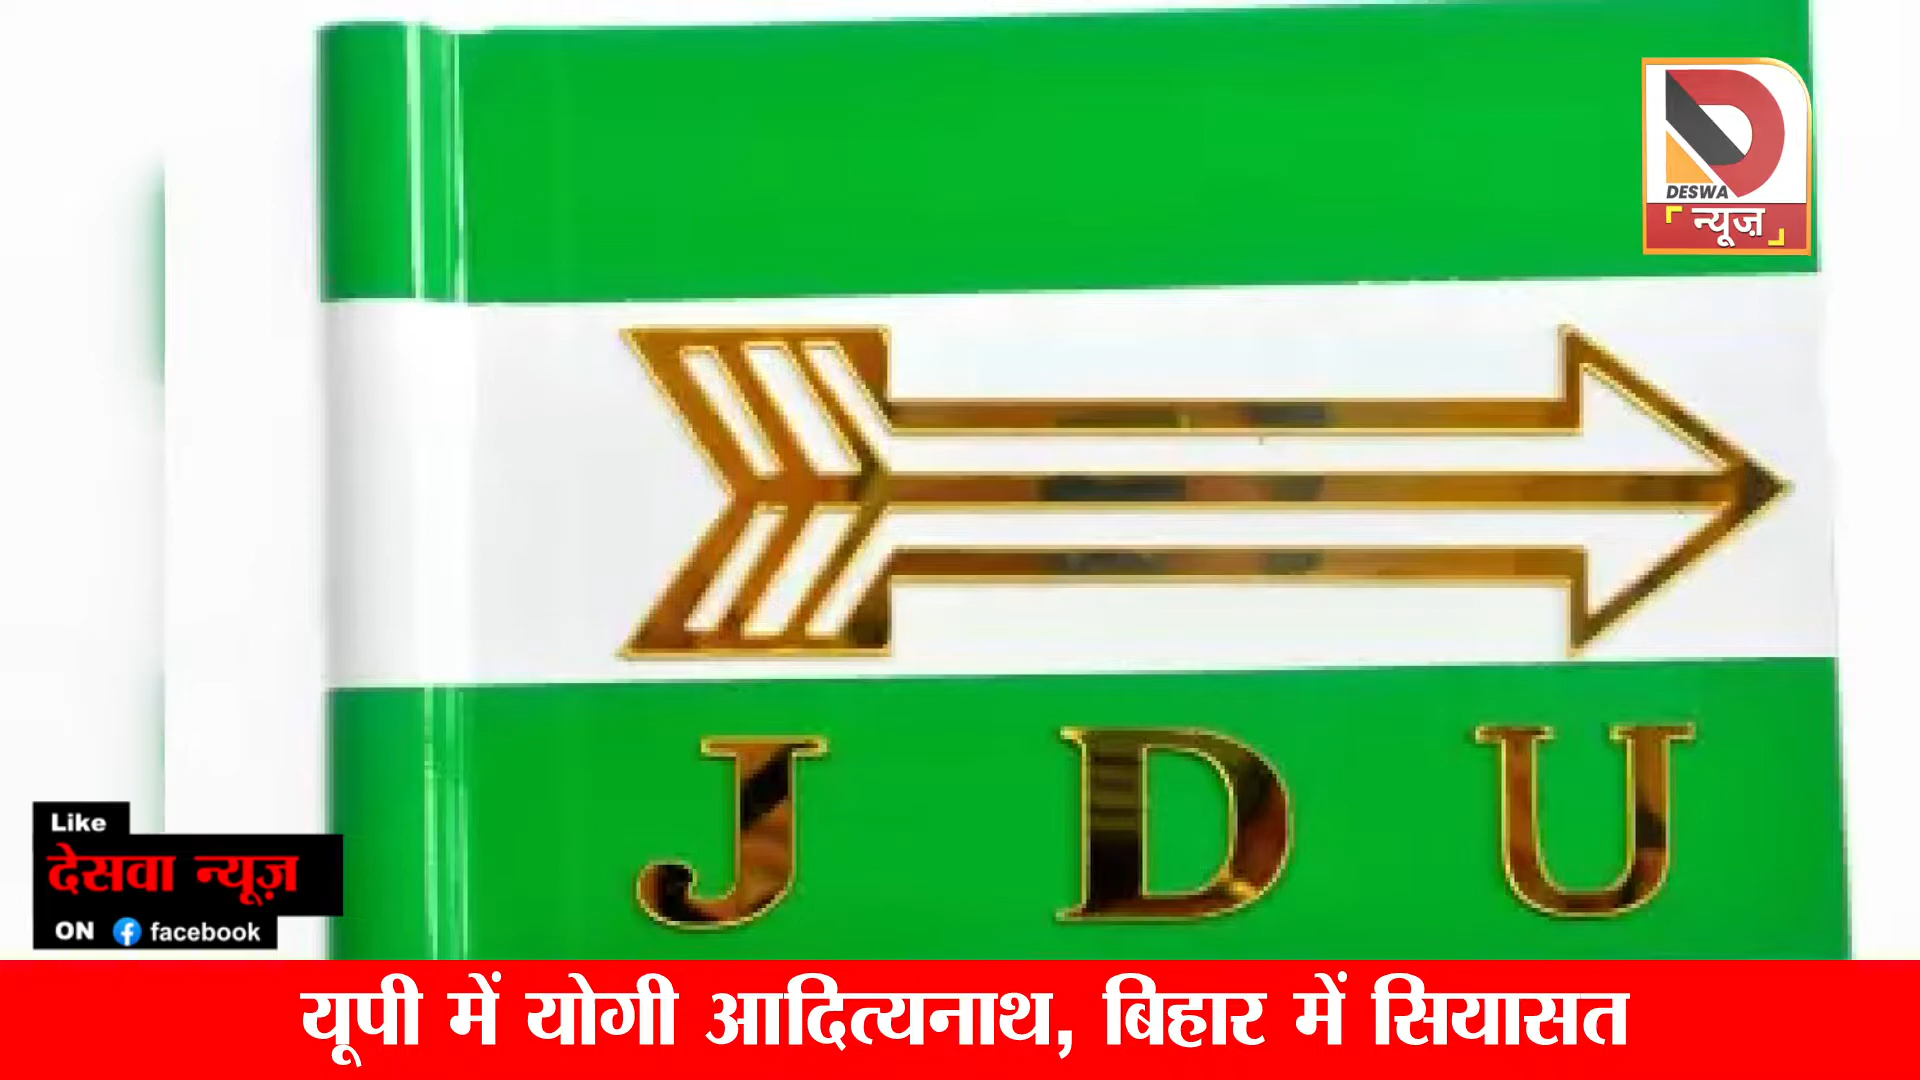 DESWA
न्यूज़
J D U
Like
देसवा न्यूज़
ON facebook
यूपी में योगी आदित्यनाथ, बिहार में सियासत